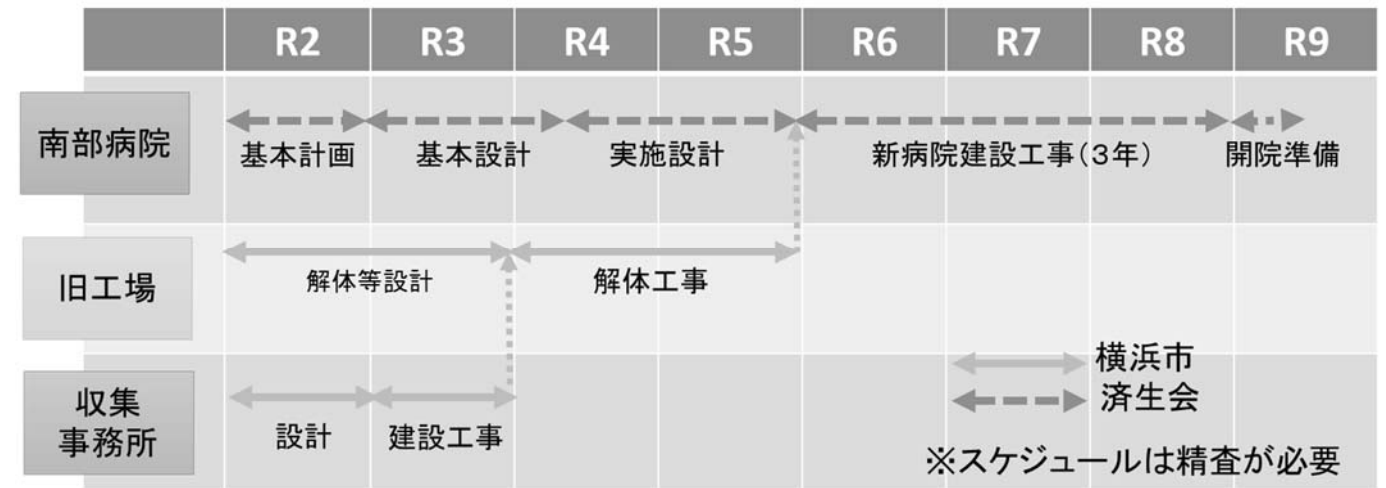 R2 R3 R4 R5 R6 R7 R8 R9
南部病院
基本計画 基本設計 実施設計 新病院建設工事(3年) 開院準備
旧工場
解体等設計 解体工事
収集
事務所
設計 建設工事
横浜市
済生会
※スケジュールは精査が必要